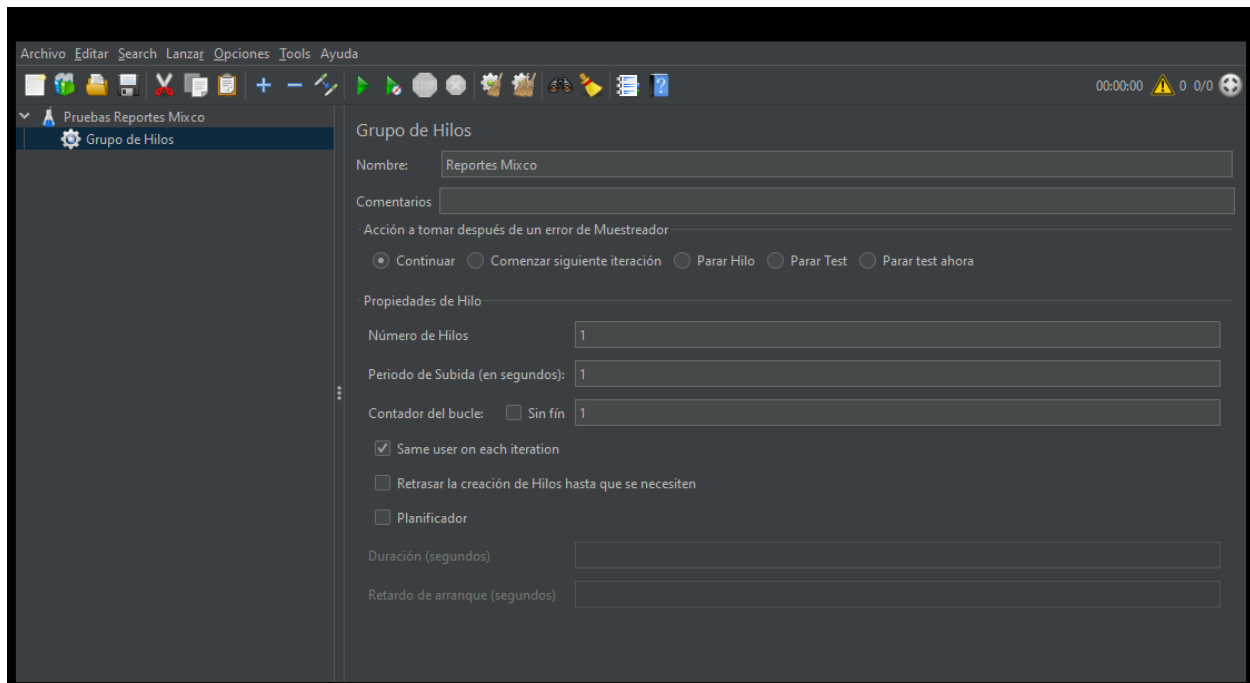 Archivo Editar Search Lanzar Opciones Tools Ayuda
00:00:00 0 0/0
Pruebas Reportes Mixco
Grupo de Hilos
Grupo de Hilos
Nombre: Reportes Mixco
Comentarios
Acción a tomar después de un error de Muestreador
Continuar Comenzar siguiente iteración Parar Hilo Parar Test Parar test ahora
Propiedades de Hilo
Número de Hilos 1
Periodo de Subida (en segundos): 1
Contador del bucle: Sin fín 1
Same user on each iteration
Retrasar la creación de Hilos hasta que se necesiten
Planificador
Duración (segundos)
Retardo de arranque (segundos)